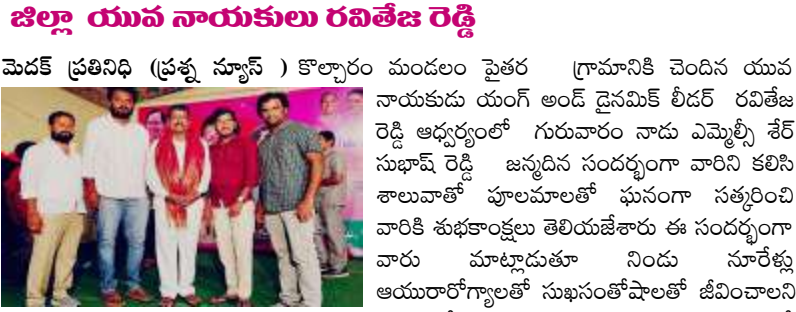 జిల్లా యువ నాయకులు రవితేజ రెడ్డి
మెదక్ ప్రతినిధి (ప్రశ్న న్యూస్ ) కొల్చారం మండలం పైతర గ్రామానికి చెందిన యువ
నాయకుడు యంగ్ అండ్ డైనమిక్ లీడర్ రవితేజ
రెడ్డి ఆధ్వర్యంలో గురువారం నాడు ఎమ్మెల్సీ శేర్
సుభాష్ రెడ్డి జన్మదిన సందర్భంగా వారిని కలిసి
శాలువాతో పూలమాలతో ఘనంగా సత్కరించి
వారికి శుభకాంక్షలు తెలియజేశారు ఈ సందర్భంగా
వారు మాట్లాడుతూ నిండు నూరేళ్లు
ఆయురారోగ్యాలతో సుఖసంతోషాలతో జీవించాలని